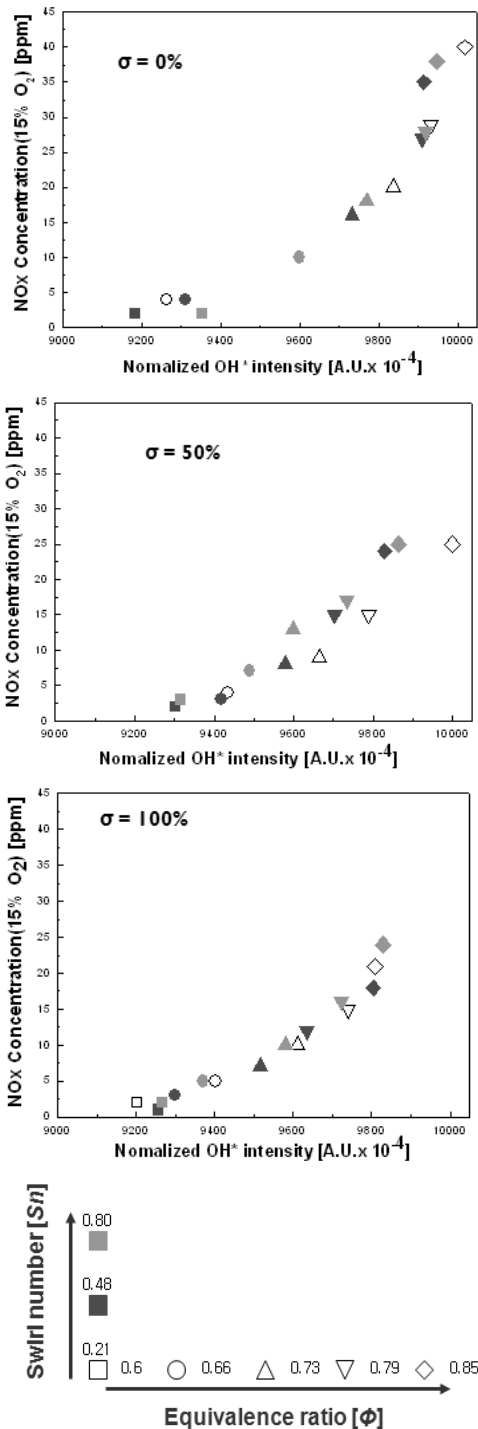 σ = 0%
NOx Concentration(15% O₂) [ppm]
45
40
35
30
25
20
15
10
5
0
9000 9200 9400 9600 9800 10000
Nomalized OH* intensity [A.U.x 10⁻⁴]
σ = 50%
NOx Concentration(15% O₂) [ppm]
45
40
35
30
25
20
15
10
5
0
9000 9200 9400 9600 9800 10000
Nomalized OH* intensity [A.U.x 10⁻⁴]
σ = 100%
NOx Concentration(15% O2) [ppm]
45
40
35
30
25
20
15
10
5
0
9000 9200 9400 9600 9800 10000
Nomalized OH* intensity [A.U.x 10⁻⁴]
Swlrl number [Sn]
0.80
0.48
0.21
0.6 0.66 0.73 0.79 0.85
Equivalence ratio [Φ]